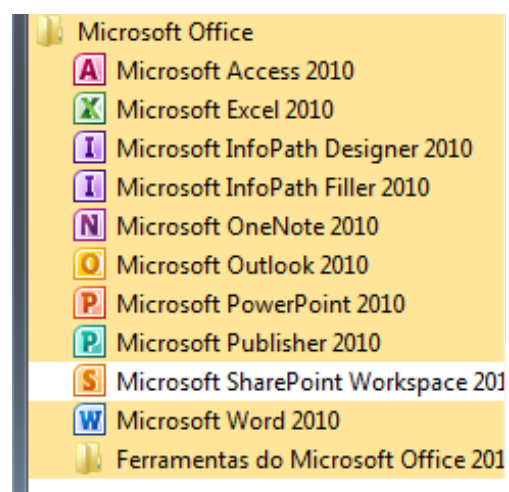 Microsoft Office
Microsoft Access 2010
Microsoft Excel 2010
Microsoft InfoPath Designer 2010
Microsoft InfoPath Filler 2010
Microsoft OneNote 2010
Microsoft Outlook 2010
Microsoft PowerPoint 2010
Microsoft Publisher 2010
Microsoft SharePoint Workspace 201
Microsoft Word 2010
Ferramentas do Microsoft Office 201